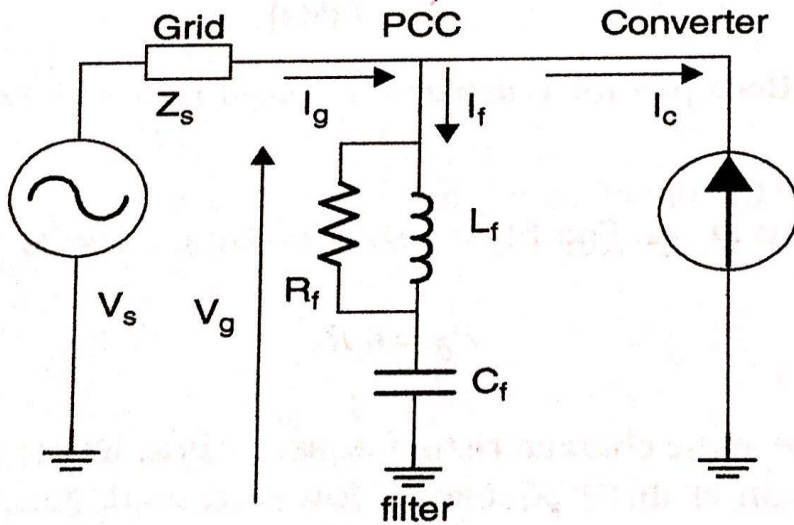 Grid PCC Converter
Z_s I_g I_f I_c
L_f
R_f
V_s V_g
C_f
filter